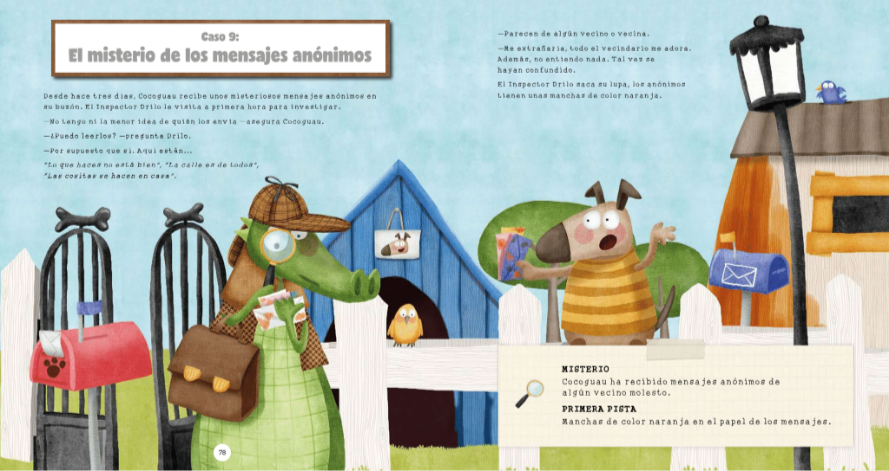 Caso 9:
El misterio de los mensajes anónimos
Desde hace tres días, Cocoguau recibe unos misteriosos mensajes anónimos en
su buzón. El Inspector Drilo le visita a primera hora para investigar.
—No tengo ni la menor idea de quién los envía —asegura Cocoguau.
—¿Puedo leerlos? —pregunta Drilo.
—Por supuesto que sí. Aquí están...
"Lo que haces no está bien", "La calle es de todos",
"Las cositas se hacen en casa".
—Parecen de algún vecino o vecina.
—Me extrañaría, todo el vecindario me adora.
Además, no entiendo nada. Tal vez se
hayan confundido.
El Inspector Drilo saca su lupa, los anónimos
tienen unas manchas de color naranja.
MISTERIO
Cocoguau ha recibido mensajes anónimos de
algún vecino molesto.
PRIMERA PISTA
Manchas de color naranja en el papel de los mensajes.
78